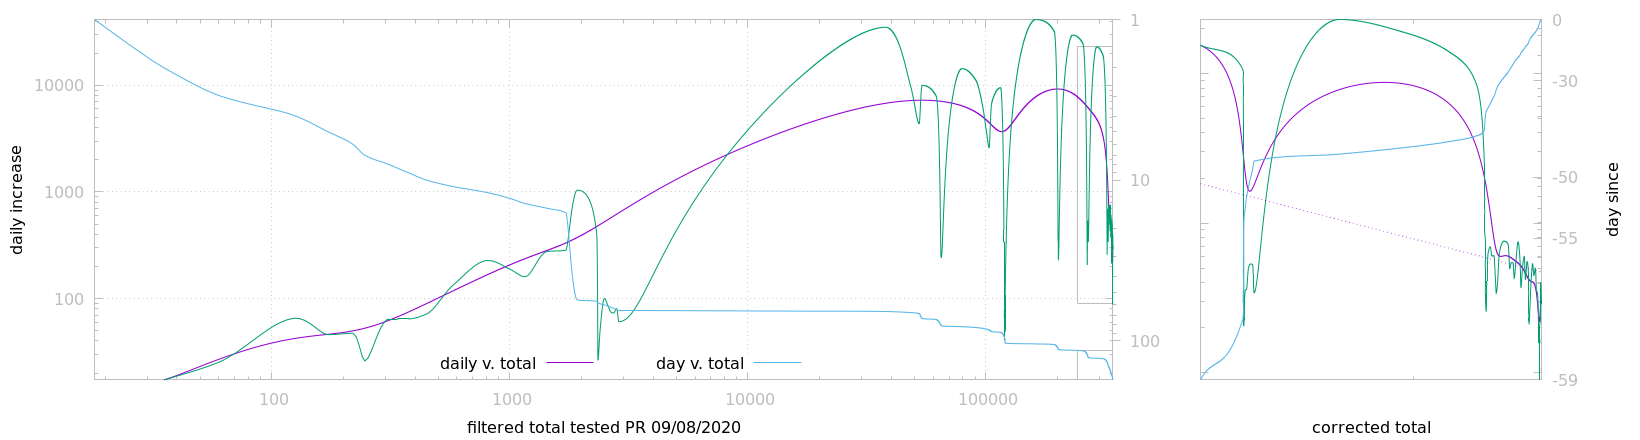 1
0
10000
-30
1000
10
-50
-55
100
100
-59
daily increase
day since
daily v. total
day v. total
100
1000
10000
100000
filtered total tested PR 09/08/2020
corrected total